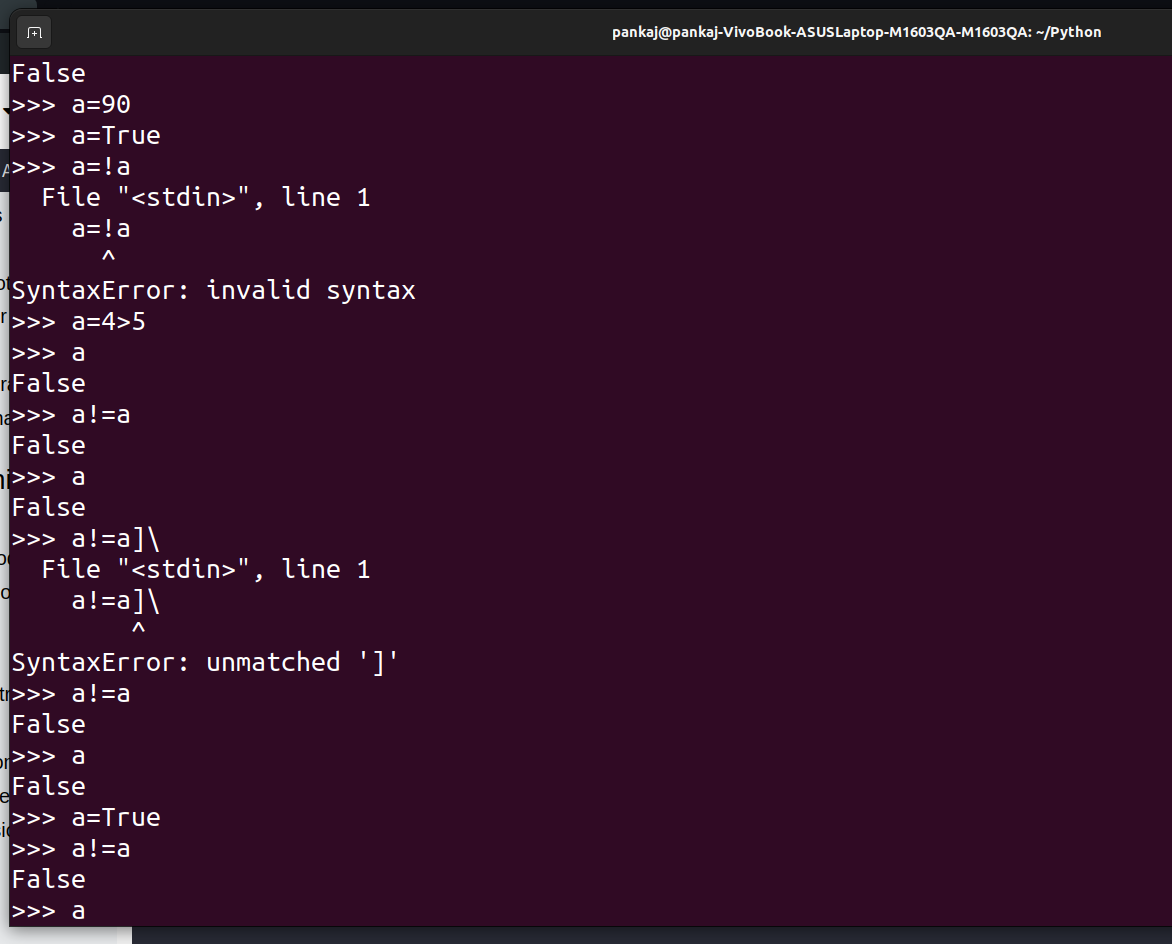 pankaj@pankaj-VivoBook-ASUSLaptop-M1603QA-M1603QA: ~/Python
False
>>> a=90
>>> a=True
>>> a=!a
  File "<stdin>", line 1
    a=!a
      ^
SyntaxError: invalid syntax
>>> a=4>5
>>> a
False
>>> a!=a
False
>>> a
False
>>> a!=a]\
  File "<stdin>", line 1
    a!=a]\
        ^
SyntaxError: unmatched ']'
>>> a!=a
False
>>> a
False
>>> a=True
>>> a!=a
False
>>> a